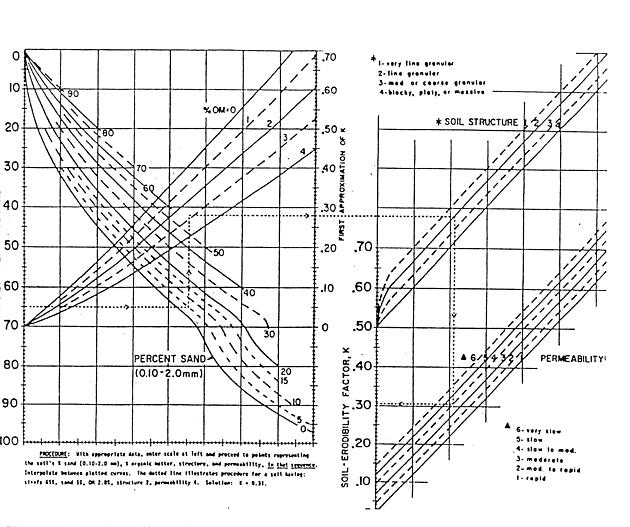 0
10
20
30
40
50
60
70
80
90
100
90
80
70
60
50
40
30
20
15
10
5
0
PERCENT SAND
(0.10-2.0mm)
% OM=0
1
2
3
4
.70
.60
.50
.40
.30
.20
.10
0
FIRST APPROXIMATION OF K
* 1-very fine granular
2-fine granular
3-med or coarse granular
4-blocky, platy, or massive
* SOIL STRUCTURE 1 2 3 4
.70
.60
.50
.40
.30
.20
.10
SOIL-ERODIBILITY FACTOR, K
▲ 6 5 4 3 2 1 PERMEABILITY
▲
6-very slow
5-slow
4-slow to mod.
3-moderate
2-mod. to rapid
1-rapid
PROCEDURE: With appropriate data, enter scale at left and proceed to points representing
the soil's % sand (0.10-2.0 mm), % organic matter, structure, and permeability, in that sequence.
Interpolate between plotted curves. The dotted line illustrates procedure for a soil having:
si+vfs 65%, sand 5%, OM 2.8%, structure 2, permeability 4. Solution: K = 0.31.